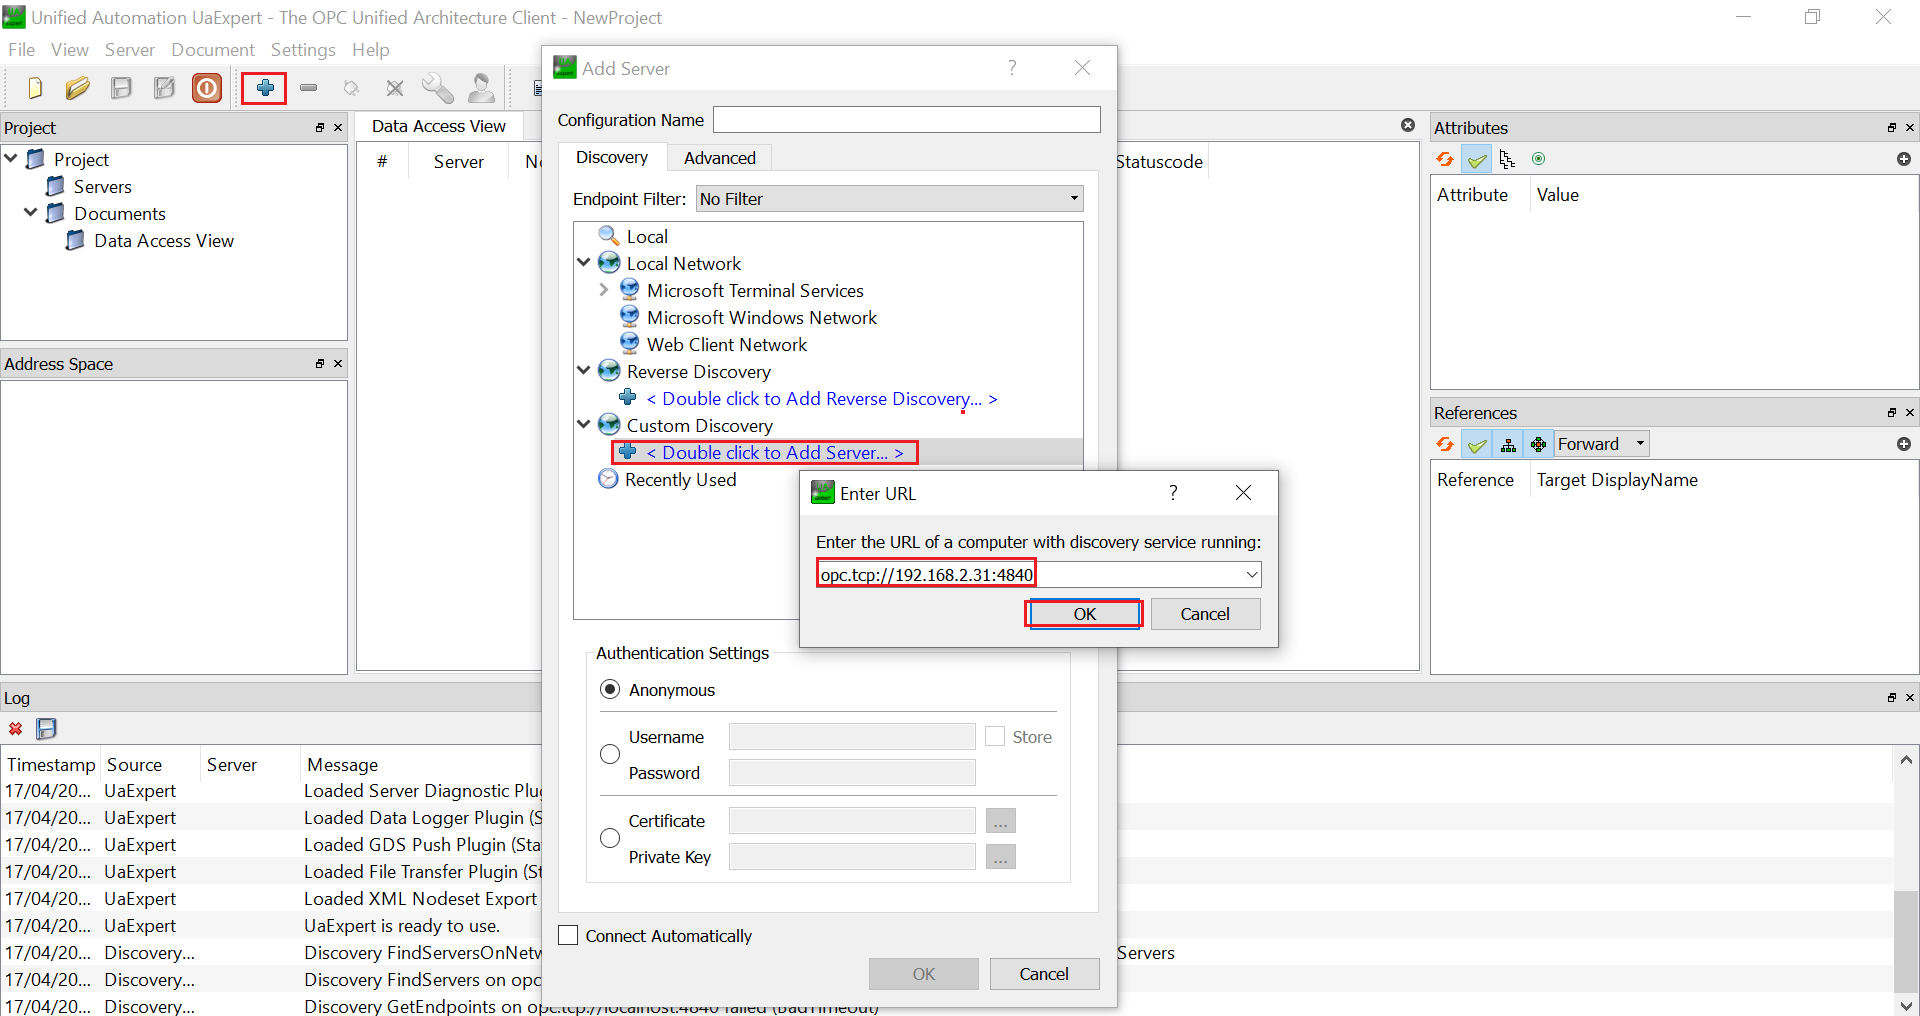 Unified Automation UaExpert - The OPC Unified Architecture Client - NewProject
File View Server Document Settings Help
Project
Project
Servers
Documents
Data Access View
Address Space
Data Access View
# Server No
Statuscode
Add Server ?
Configuration Name
Discovery Advanced
Endpoint Filter: No Filter
Local
Local Network
Microsoft Terminal Services
Microsoft Windows Network
Web Client Network
Reverse Discovery
< Double click to Add Reverse Discovery... >
Custom Discovery
< Double click to Add Server... >
Recently Used
Enter URL ?
Enter the URL of a computer with discovery service running:
opc.tcp://192.168.2.31:4840
OK Cancel
Authentication Settings
Anonymous
Username Store
Password
Certificate ...
Private Key ...
Connect Automatically
OK Cancel
Attributes
Attribute Value
References
Forward
Reference Target DisplayName
Log
Timestamp Source Server Message
17/04/20... UaExpert Loaded Server Diagnostic Plug
17/04/20... UaExpert Loaded Data Logger Plugin (S
17/04/20... UaExpert Loaded GDS Push Plugin (Sta
17/04/20... UaExpert Loaded File Transfer Plugin (St
17/04/20... UaExpert Loaded XML Nodeset Export
17/04/20... UaExpert UaExpert is ready to use.
17/04/20... Discovery... Discovery FindServersOnNetw Servers
17/04/20... Discovery... Discovery FindServers on opc
17/04/20... Discovery... Discovery GetEndpoints on opc.tcp://localhost:4840 failed (BadTimeout)